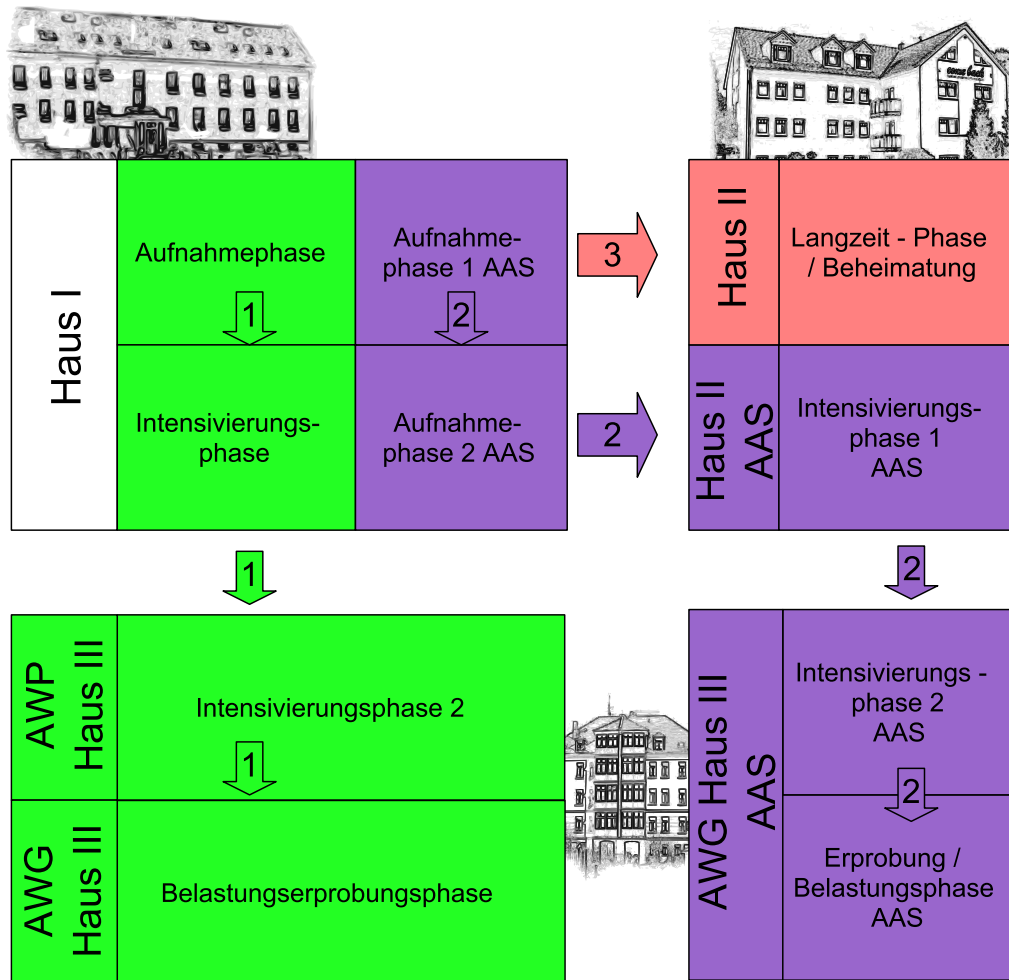 Haus I
Aufnahmephase
1
Aufnahme-
phase 1 AAS
2
3
Haus II
Langzeit - Phase
/ Beheimatung
Intensivierungs-
phase
Aufnahme-
phase 2 AAS
2
Haus II
AAS
Intensivierungs-
phase 1
AAS
1
2
AWP
Haus III
Intensivierungsphase 2
1
AWG
Haus III
Belastungserprobungsphase
AWG Haus III
AAS
Intensivierungs -
phase 2
AAS
2
Erprobung /
Belastungsphase
AAS